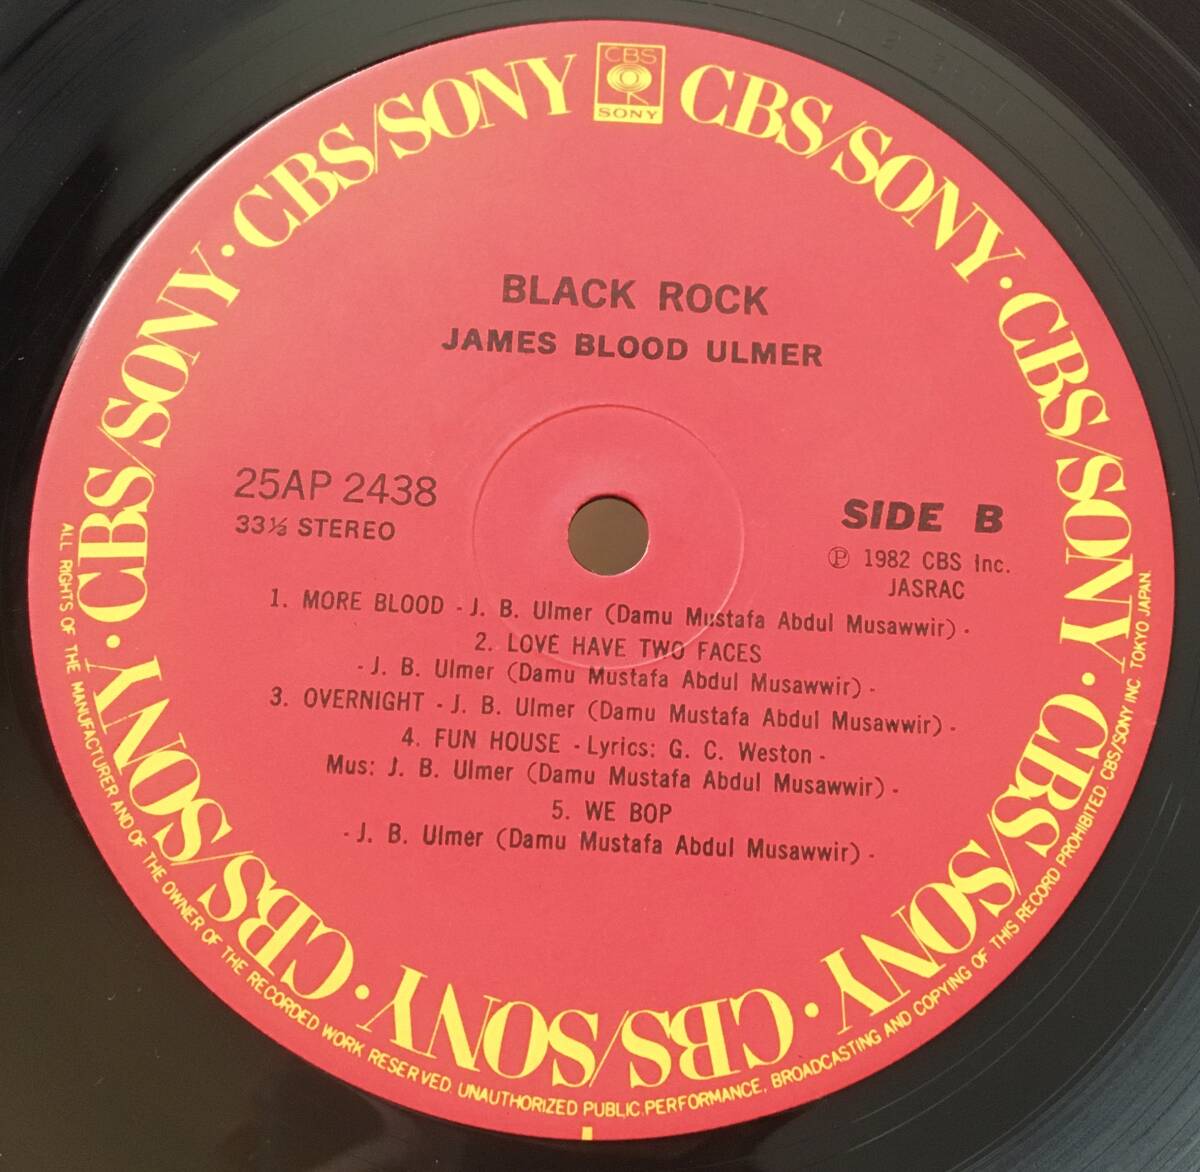 CBS
SONY
CBS/SONY · CBS/SONY · CBS/SONY · CBS/SONY · CBS/SONY · CBS/SONY · CBS/SONY · CBS/SONY · CBS/SONY
BLACK ROCK
JAMES BLOOD ULMER
25AP 2438
33⅓ STEREO
SIDE B
Ⓟ 1982 CBS Inc.
JASRAC
1. MORE BLOOD - J. B. Ulmer (Damu Mustafa Abdul Musawwir) -
2. LOVE HAVE TWO FACES
- J. B. Ulmer (Damu Mustafa Abdul Musawwir) -
3. OVERNIGHT - J. B. Ulmer (Damu Mustafa Abdul Musawwir) -
4. FUN HOUSE - Lyrics: G. C. Weston -
Mus: J. B. Ulmer (Damu Mustafa Abdul Musawwir) -
5. WE BOP
- J. B. Ulmer (Damu Mustafa Abdul Musawwir) -
ALL RIGHTS OF THE MANUFACTURER AND OF THE OWNER OF THE RECORDED WORK RESERVED. UNAUTHORIZED PUBLIC PERFORMANCE, BROADCASTING AND COPYING OF THIS RECORD PROHIBITED. CBS/SONY INC. TOKYO JAPAN.